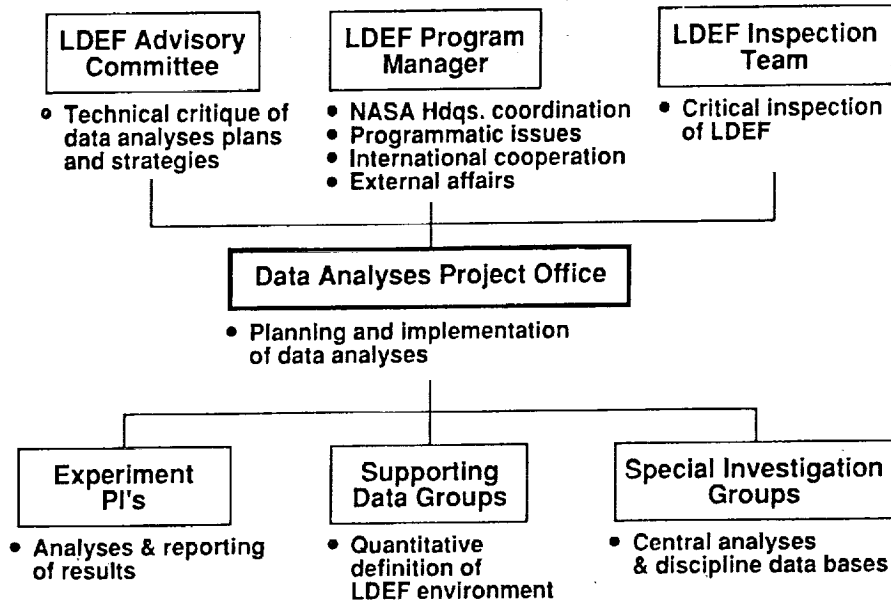 LDEF Advisory
Committee
• Technical critique of
data analyses plans
and strategies
LDEF Program
Manager
• NASA Hdqs. coordination
• Programmatic issues
• International cooperation
• External affairs
LDEF Inspection
Team
• Critical inspection
of LDEF
Data Analyses Project Office
• Planning and implementation
of data analyses
Experiment
PI's
• Analyses & reporting
of results
Supporting
Data Groups
• Quantitative
definition of
LDEF environment
Special Investigation
Groups
• Central analyses
& discipline data bases